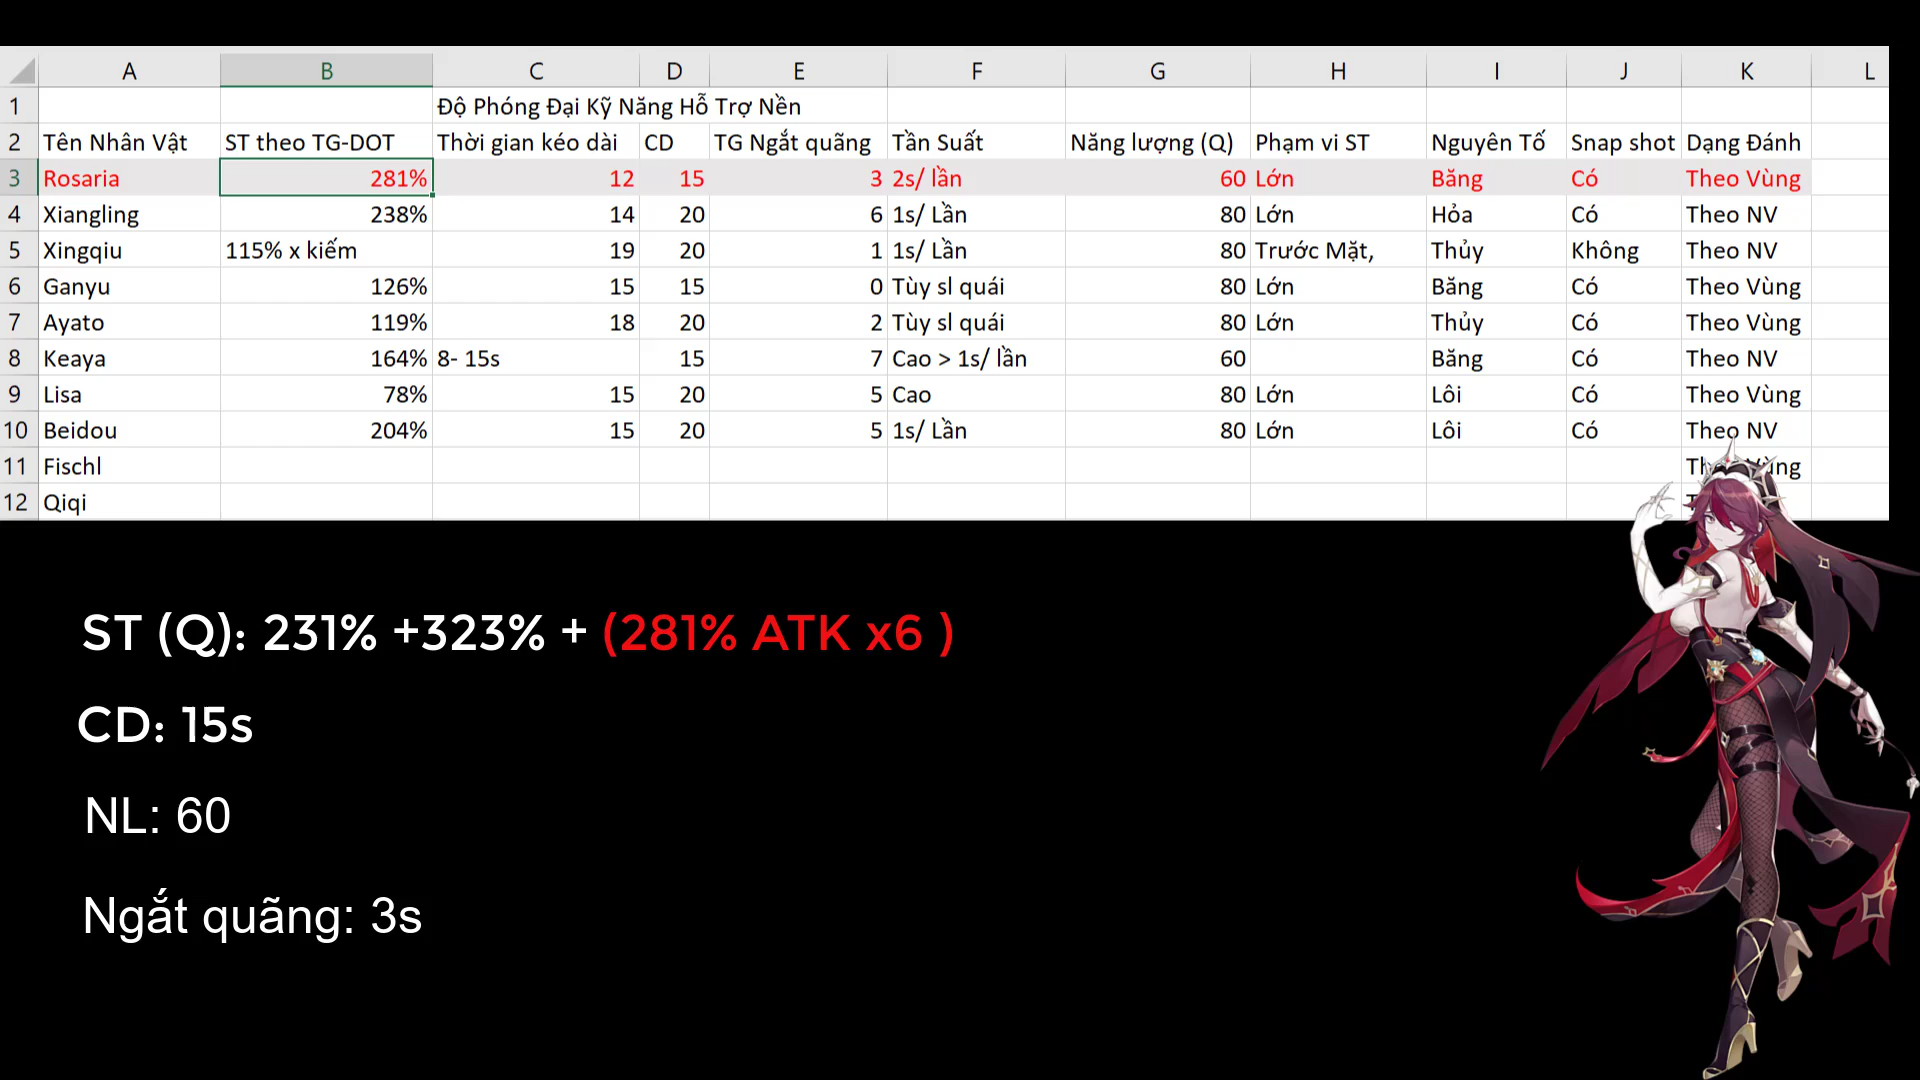 A B C D E F G H I J K L
1 Độ Phóng Đại Kỹ Năng Hỗ Trợ Nền
2 Tên Nhân Vật ST theo TG-DOT Thời gian kéo dài CD TG Ngắt quãng Tần Suất Năng lượng (Q) Phạm vi ST Nguyên Tố Snap shot Dạng Đánh
3 Rosaria 281% 12 15 3 2s/ lần 60 Lớn Băng Có Theo Vùng
4 Xiangling 238% 14 20 6 1s/ Lần 80 Lớn Hỏa Có Theo NV
5 Xingqiu 115% x kiếm 19 20 1 1s/ Lần 80 Trước Mặt, Thủy Không Theo NV
6 Ganyu 126% 15 15 0 Tùy sl quái 80 Lớn Băng Có Theo Vùng
7 Ayato 119% 18 20 2 Tùy sl quái 80 Lớn Thủy Có Theo Vùng
8 Keaya 164% 8- 15s 15 7 Cao > 1s/ lần 60 Băng Có Theo NV
9 Lisa 78% 15 20 5 Cao 80 Lớn Lôi Có Theo Vùng
10 Beidou 204% 15 20 5 1s/ Lần 80 Lớn Lôi Có Theo NV
11 Fischl
12 Qiqi
ST (Q): 231% +323% + (281% ATK x6 )
CD: 15s
NL: 60
Ngắt quãng: 3s